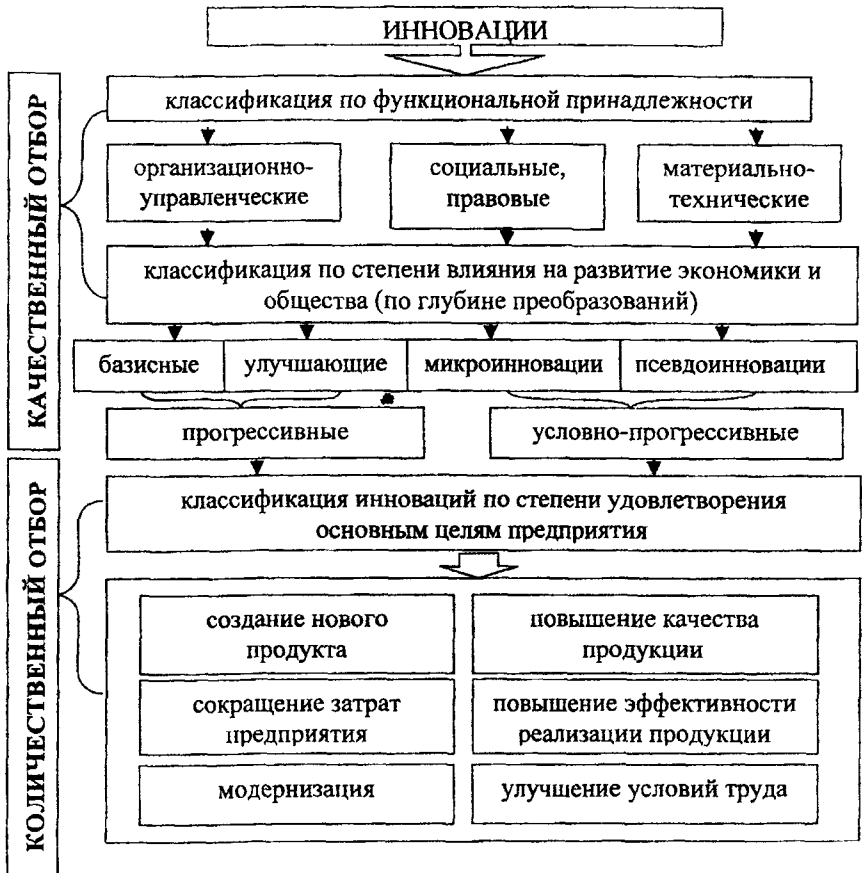 ИННОВАЦИИ
КАЧЕСТВЕННЫЙ ОТБОР
классификация по функциональной принадлежности
организационно-
управленческие
социальные,
правовые
материально-
технические
классификация по степени влияния на развитие экономики и
общества (по глубине преобразований)
базисные
улучшающие
микроинновации
псевдоинновации
прогрессивные
условно-прогрессивные
КОЛИЧЕСТВЕННЫЙ ОТБОР
классификация инноваций по степени удовлетворения
основным целям предприятия
создание нового
продукта
повышение качества
продукции
сокращение затрат
предприятия
повышение эффективности
реализации продукции
модернизация
улучшение условий труда